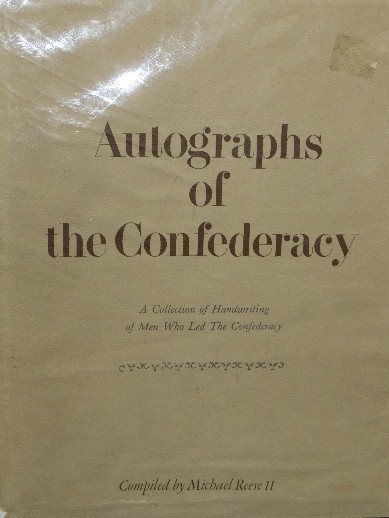 Autographs
of
the Confederacy
A Collection of Handwriting
of Men Who Led The Confederacy
Compiled by Michael Reese II